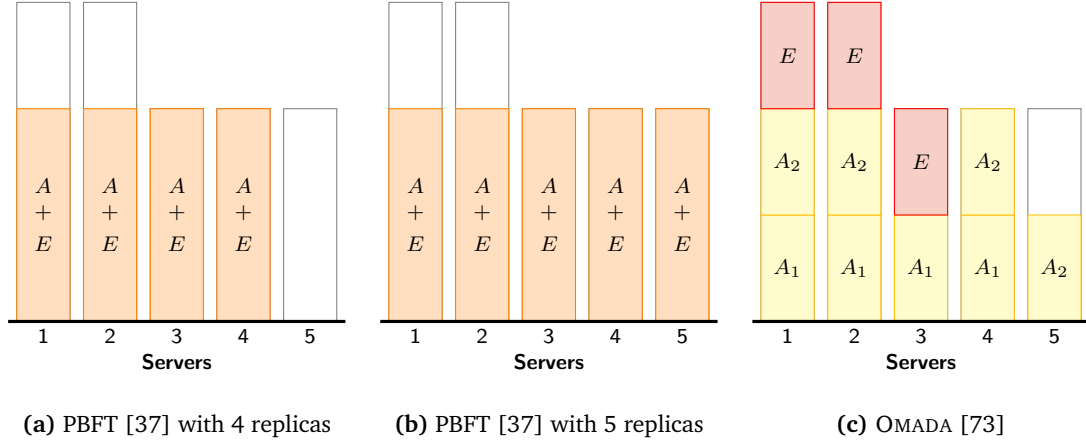 A A A A
+ + + +
E E E E
1 2 3 4 5
Servers
(a) PBFT [37] with 4 replicas
A A A A A
+ + + + +
E E E E E
1 2 3 4 5
Servers
(b) PBFT [37] with 5 replicas
E E
A₂ A₂ E A₂
A₁ A₁ A₁ A₁ A₂
1 2 3 4 5
Servers
(c) OMADA [73]